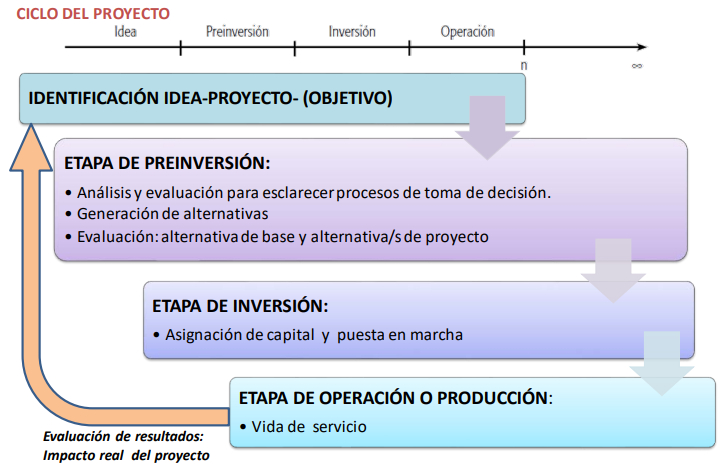 CICLO DEL PROYECTO
Idea Preinversión Inversión Operación
n ∞
IDENTIFICACIÓN IDEA-PROYECTO- (OBJETIVO)
ETAPA DE PREINVERSIÓN:
• Análisis y evaluación para esclarecer procesos de toma de decisión.
• Generación de alternativas
• Evaluación: alternativa de base y alternativa/s de proyecto
ETAPA DE INVERSIÓN:
• Asignación de capital y puesta en marcha
ETAPA DE OPERACIÓN O PRODUCCIÓN:
• Vida de servicio
Evaluación de resultados:
Impacto real del proyecto